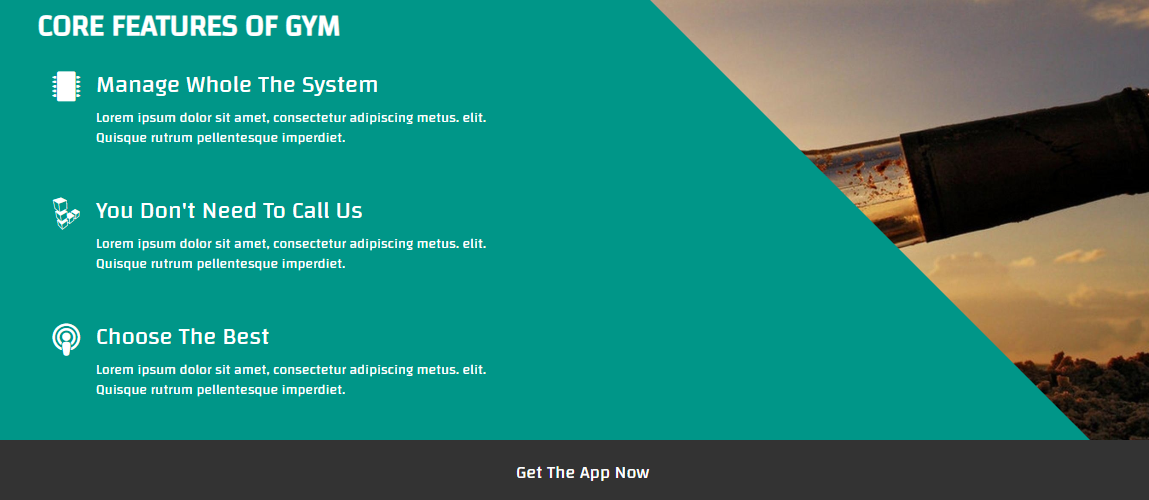 CORE FEATURES OF GYM
Manage Whole The System
Lorem ipsum dolor sit amet, consectetur adipiscing metus. elit.
Quisque rutrum pellentesque imperdiet.
You Don't Need To Call Us
Lorem ipsum dolor sit amet, consectetur adipiscing metus. elit.
Quisque rutrum pellentesque imperdiet.
Choose The Best
Lorem ipsum dolor sit amet, consectetur adipiscing metus. elit.
Quisque rutrum pellentesque imperdiet.
Get The App Now